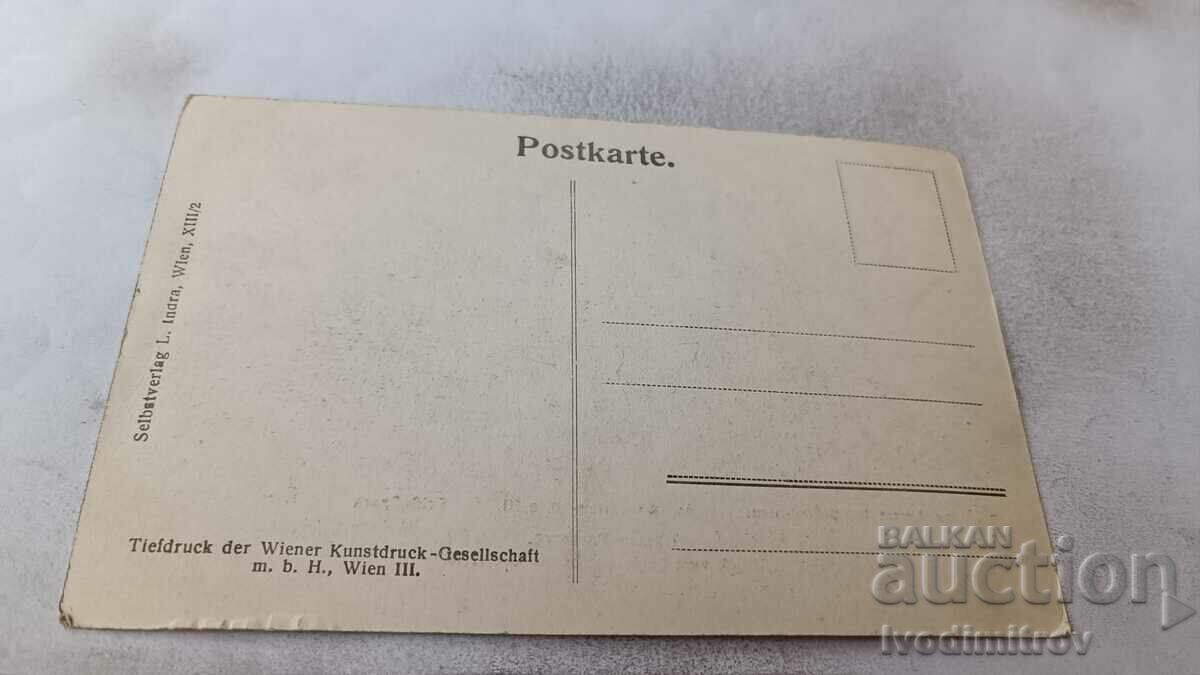 Postkarte.
Selbstverlag L. Indra, Wien, XIII/2
Tiefdruck der Wiener Kunstdruck-Gesellschaft
m. b. H., Wien III.
BALKAN
auction
Ivodimitrov